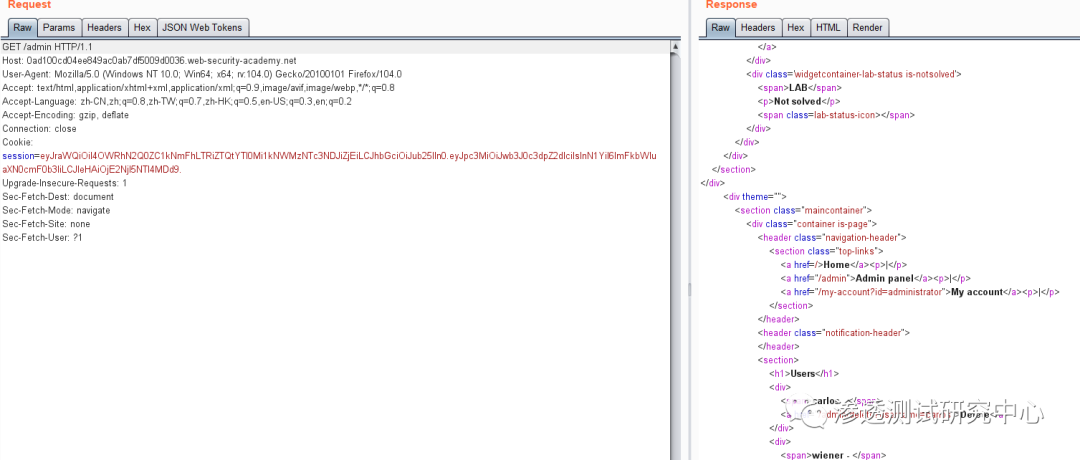 Request
Raw Params Headers Hex JSON Web Tokens
GET /admin HTTP/1.1
Host: 0ad100cd04ee849ac0ab7df5009d0036.web-security-academy.net
User-Agent: Mozilla/5.0 (Windows NT 10.0; Win64; x64; rv:104.0) Gecko/20100101 Firefox/104.0
Accept: text/html,application/xhtml+xml,application/xml;q=0.9,image/avif,image/webp,*/*;q=0.8
Accept-Language: zh-CN,zh;q=0.8,zh-TW;q=0.7,zh-HK;q=0.5,en-US;q=0.3,en;q=0.2
Accept-Encoding: gzip, deflate
Connection: close
Cookie:
Upgrade-Insecure-Requests: 1
Sec-Fetch-Dest: document
Sec-Fetch-Mode: navigate
Sec-Fetch-Site: none
Sec-Fetch-User: ?1
Response
Raw Headers Hex HTML Render
</a>
</div>
<div class='widgetcontainer-lab-status is-notsolved'>
<span>LAB</span>
<p>Not solved</p>
<span class=lab-status-icon></span>
</div>
</div>
</div>
</section>
</div>
<div theme="">
<section class="maincontainer">
<div class="container is-page">
<header class="navigation-header">
<section class="top-links">
<a href=/>Home</a><p>|</p>
<a href="/admin">Admin panel</a><p>|</p>
<a href="/my-account?id=administrator">My account</a><p>|</p>
</section>
</header>
<header class="notification-header">
</header>
<section>
<h1>Users</h1>
<div>
carlos
渗透测试研究中心
</div>
<div>
<span>wiener - </span>